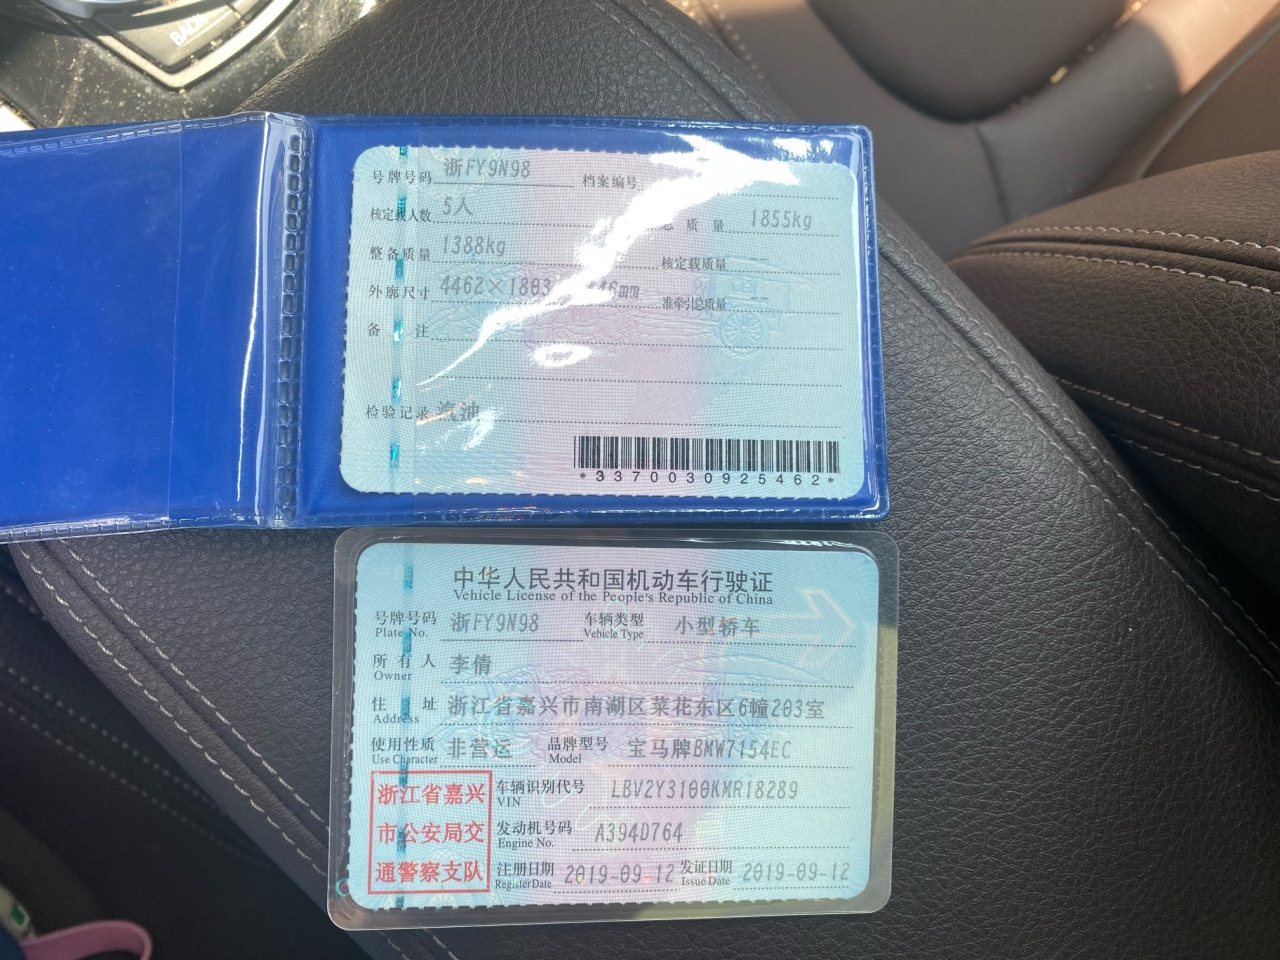 BACK
号牌号码 浙FY9N98 档案编号
核定载人数 5人 总质量 1855kg
整备质量 1388kg 核定载质量 --
外廓尺寸 4462×1803 46mm 准牵引总质量 --
备注
检验记录 汽油
*3370030925462*
中华人民共和国机动车行驶证
Vehicle License of the People's Republic of China
号牌号码 浙FY9N98 车辆类型 小型轿车
Plate No. Vehicle Type
所有人 李倩
Owner
住址 浙江省嘉兴市南湖区菜花东区6幢203室
Address
使用性质 非营运 品牌型号 宝马牌BMW7154EC
Use Character Model
浙江省嘉兴 车辆识别代号 LBV2Y3100KMR18289
VIN
市公安局交 发动机号码 A394D764
Engine No.
通警察支队 注册日期 2019-09-12 发证日期 2019-09-12
Register Date Issue Date